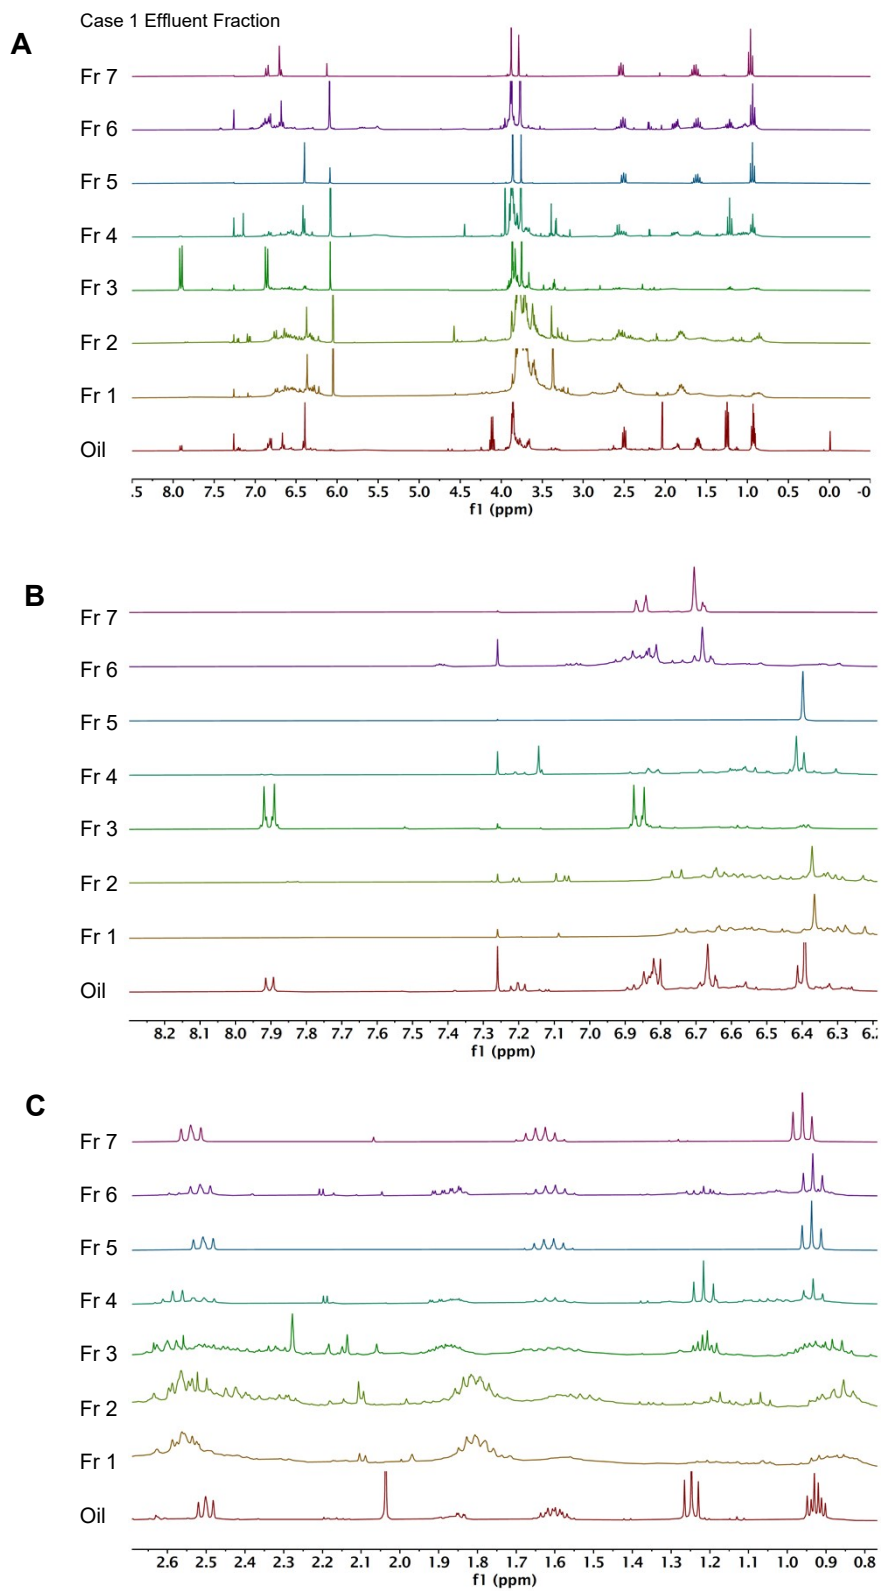 Case 1 Effluent Fraction
A
Fr 7
Fr 6
Fr 5
Fr 4
Fr 3
Fr 2
Fr 1
Oil
.5 8.0 7.5 7.0 6.5 6.0 5.5 5.0 4.5 4.0 3.5 3.0 2.5 2.0 1.5 1.0 0.5 0.0 -0
f1 (ppm)
B
Fr 7
Fr 6
Fr 5
Fr 4
Fr 3
Fr 2
Fr 1
Oil
8.2 8.1 8.0 7.9 7.8 7.7 7.6 7.5 7.4 7.3 7.2 7.1 7.0 6.9 6.8 6.7 6.6 6.5 6.4 6.3 6.
f1 (ppm)
C
Fr 7
Fr 6
Fr 5
Fr 4
Fr 3
Fr 2
Fr 1
Oil
2.6 2.5 2.4 2.3 2.2 2.1 2.0 1.9 1.8 1.7 1.6 1.5 1.4 1.3 1.2 1.1 1.0 0.9 0.8
f1 (ppm)